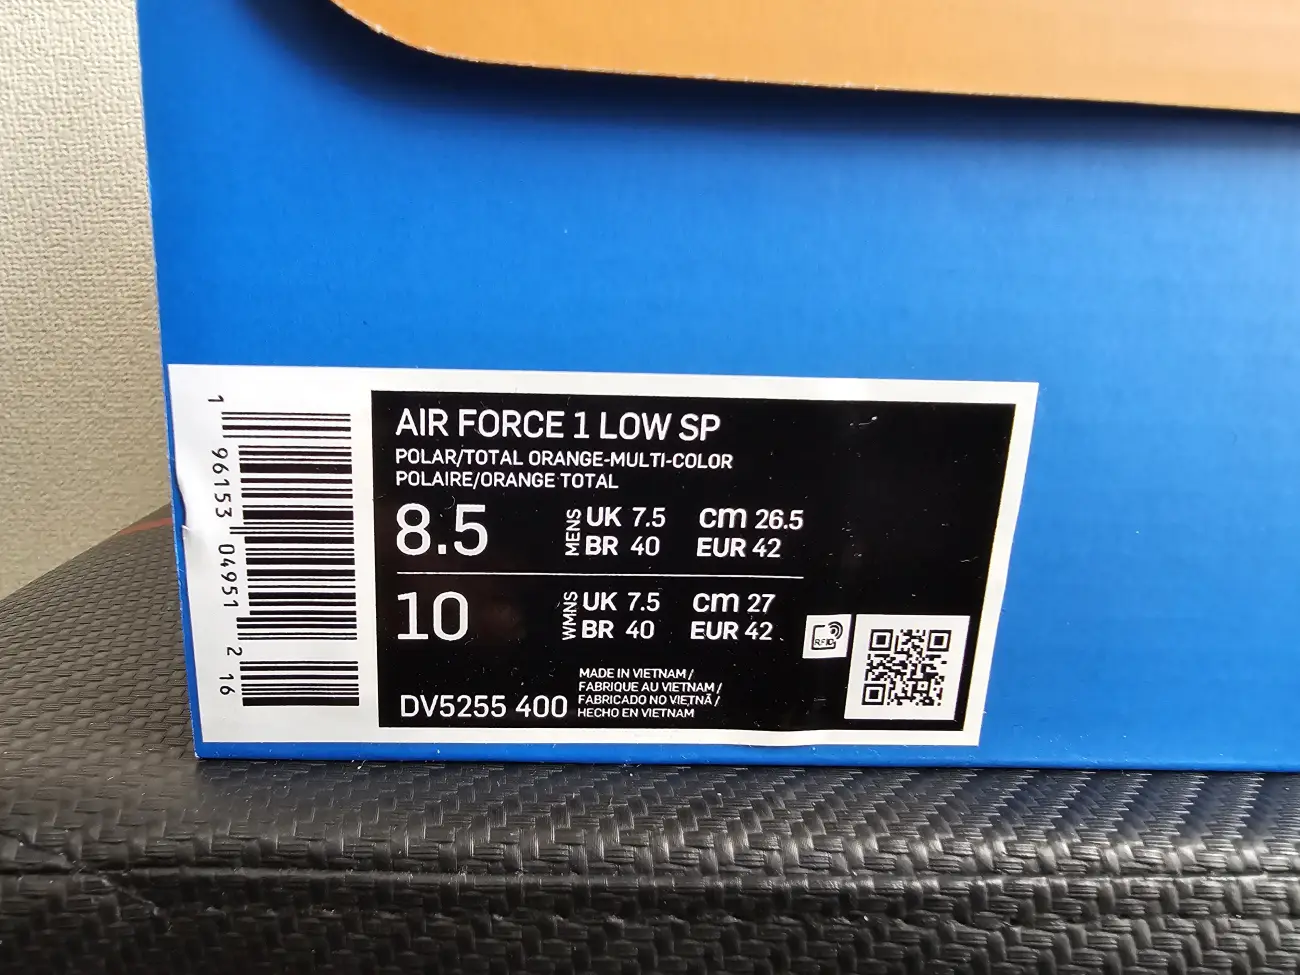 1
96153
04951
2
16
AIR FORCE 1 LOW SP
POLAR/TOTAL ORANGE-MULTI-COLOR
POLAIRE/ORANGE TOTAL
8.5 MENS UK 7.5 cm 26.5
BR 40 EUR 42
10 WMNS UK 7.5 cm 27
BR 40 EUR 42
RFID
DV5255 400
MADE IN VIETNAM /
FABRIQUE AU VIETNAM /
FABRICADO NO VIETNÃ /
HECHO EN VIETNAM